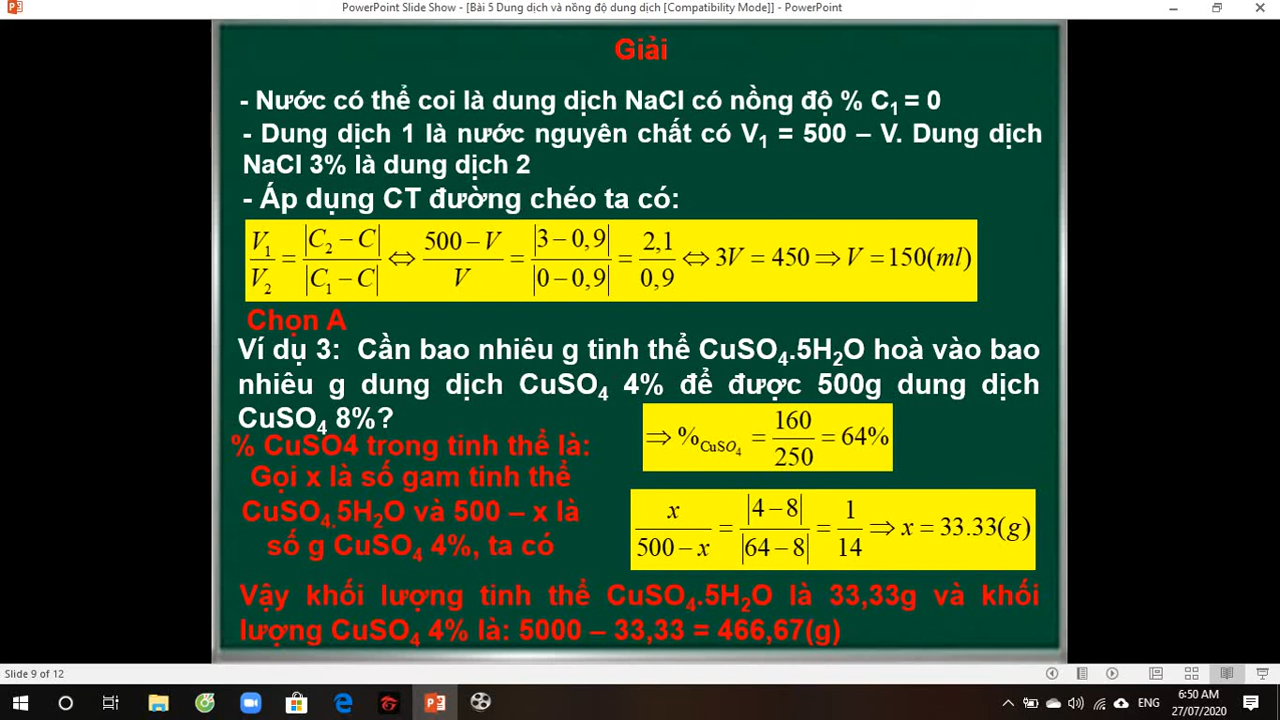 PowerPoint Slide Show - [Bài 5 Dung dịch và nồng độ dung dịch [Compatibility Mode]] - PowerPoint
Giải
- Nước có thể coi là dung dịch NaCl có nồng độ % C₁ = 0
- Dung dịch 1 là nước nguyên chất có V₁ = 500 – V. Dung dịch
NaCl 3% là dung dịch 2
- Áp dụng CT đường chéo ta có:
V₁/V₂ = |C₂ − C|/|C₁ − C| ⇔ (500 − V)/V = |3 − 0,9|/|0 − 0,9| = 2,1/0,9 ⇔ 3V = 450 ⇒ V = 150(ml)
Chọn A
Ví dụ 3: Cần bao nhiêu g tinh thể CuSO₄.5H₂O hoà vào bao
nhiêu g dung dịch CuSO₄ 4% để được 500g dung dịch
CuSO₄ 8%?
⇒ %CuSO₄ = 160/250 = 64%
% CuSO4 trong tinh thể là:
Gọi x là số gam tinh thể
CuSO₄.5H₂O và 500 – x là
số g CuSO₄ 4%, ta có
x/(500 − x) = |4 − 8|/|64 − 8| = 1/14 ⇒ x = 33.33(g)
Vậy khối lượng tinh thể CuSO₄.5H₂O là 33,33g và khối
lượng CuSO₄ 4% là: 5000 – 33,33 = 466,67(g)
Slide 9 of 12
ENG
6:50 AM
27/07/2020